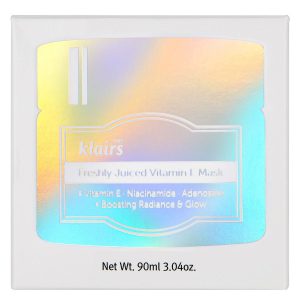 klairs
Freshly Juiced Vitamin E Mask
• Vitamin E · Niacinamide · Adenosine
• Boosting Radiance & Glow
Net Wt. 90ml 3.04oz.